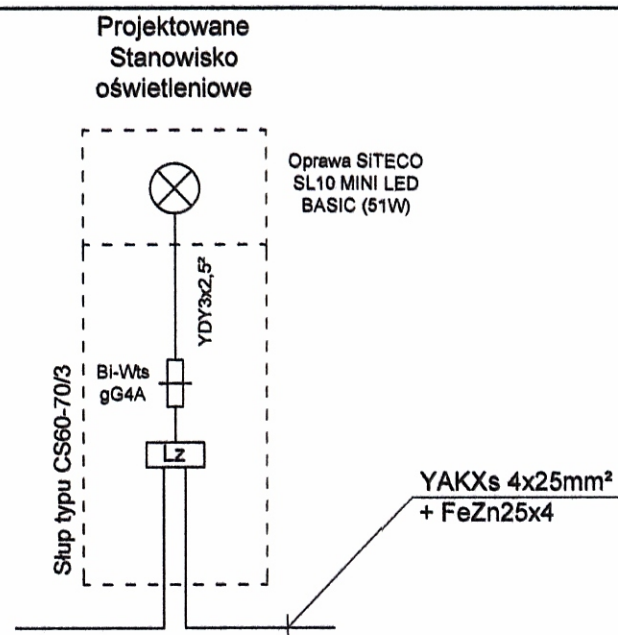 Projektowane
Stanowisko
oświetleniowe
Oprawa SiTECO
SL10 MINI LED
BASIC (51W)
YDY3x2,5²
Bi-Wts
gG4A
Lz
Słup typu CS60-70/3
YAKXs 4x25mm²
+ FeZn25x4